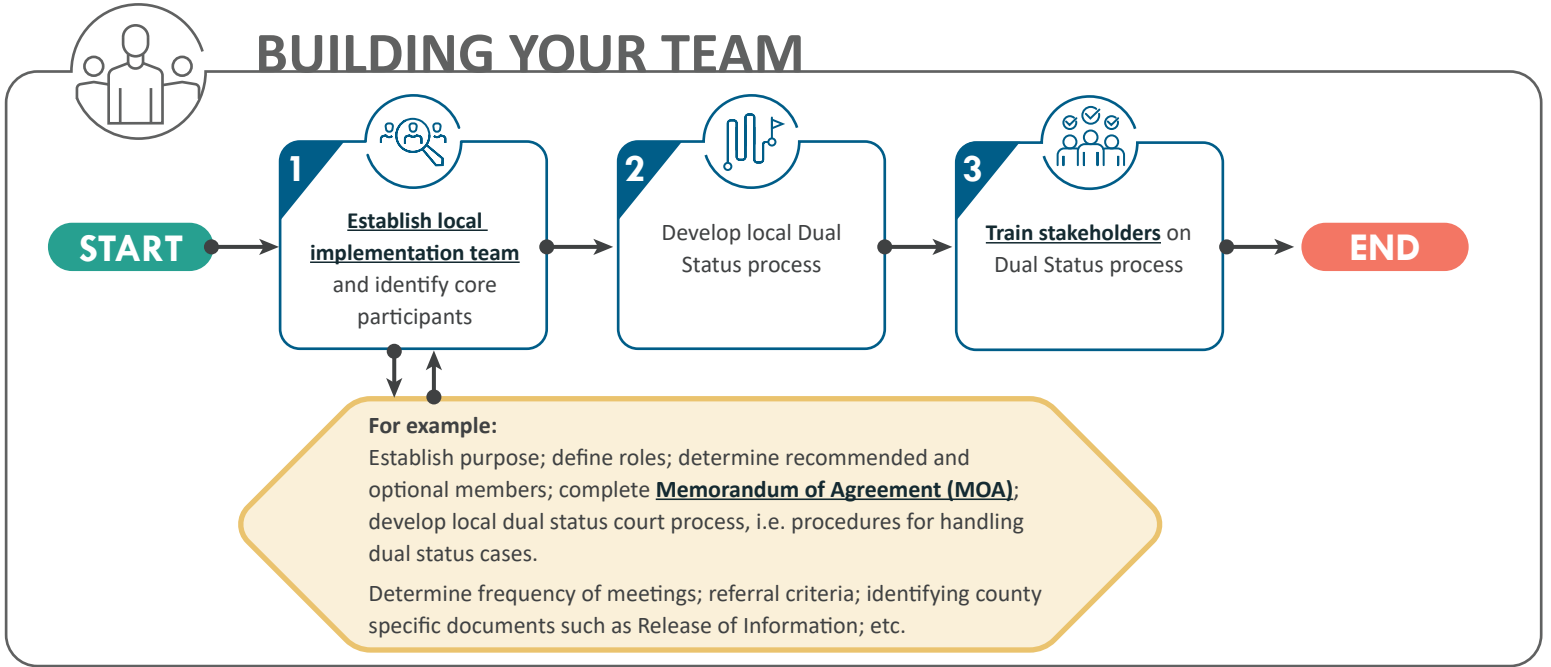 BUILDING YOUR TEAM
START
1
Establish local
implementation team
and identify core
participants
2
Develop local Dual
Status process
3
Train stakeholders on
Dual Status process
END
For example:
Establish purpose; define roles; determine recommended and
optional members; complete Memorandum of Agreement (MOA);
develop local dual status court process, i.e. procedures for handling
dual status cases.
Determine frequency of meetings; referral criteria; identifying county
specific documents such as Release of Information; etc.